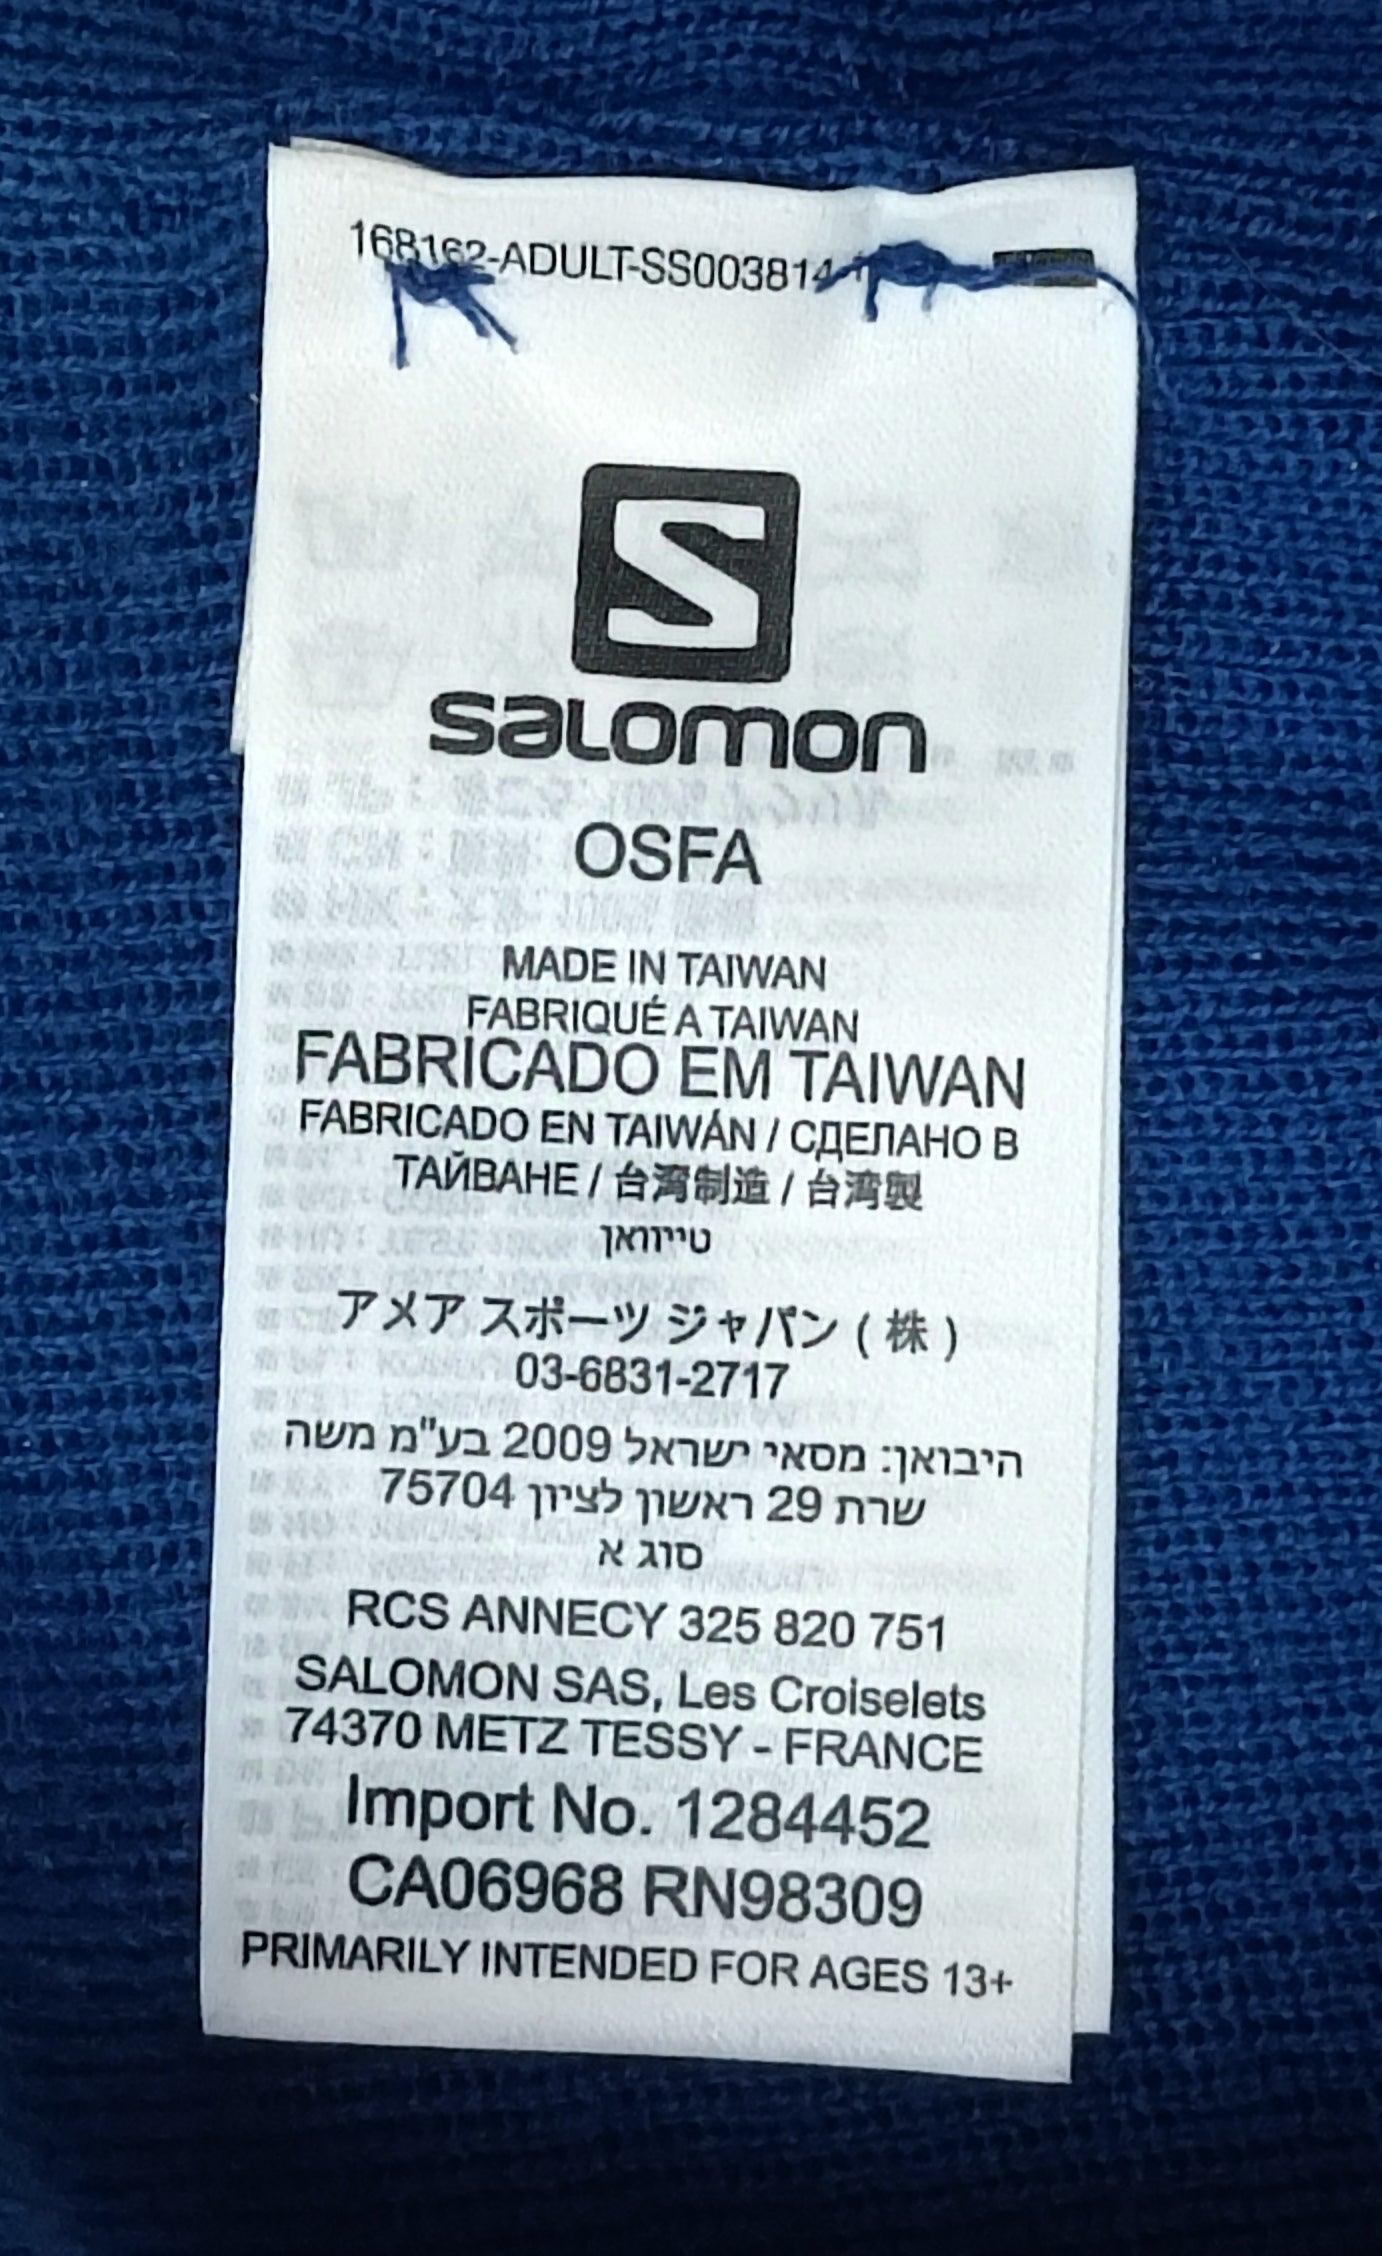 168162-ADULT-SS003814
S
SALOMON
OSFA
MADE IN TAIWAN
FABRIQUÉ A TAIWAN
FABRICADO EM TAIWAN
FABRICADO EN TAIWÁN / СДЕЛАНО В
ТАЙВАНЕ / 台湾制造 / 台湾製
טייוואן
アメア スポーツ ジャパン ( 株 )
03-6831-2717
היבואן: מסאי ישראל 2009 בע"מ משה
שרת 29 ראשון לציון 75704
סוג א
RCS ANNECY 325 820 751
SALOMON SAS, Les Croiselets
74370 METZ TESSY - FRANCE
Import No. 1284452
CA06968 RN98309
PRIMARILY INTENDED FOR AGES 13+